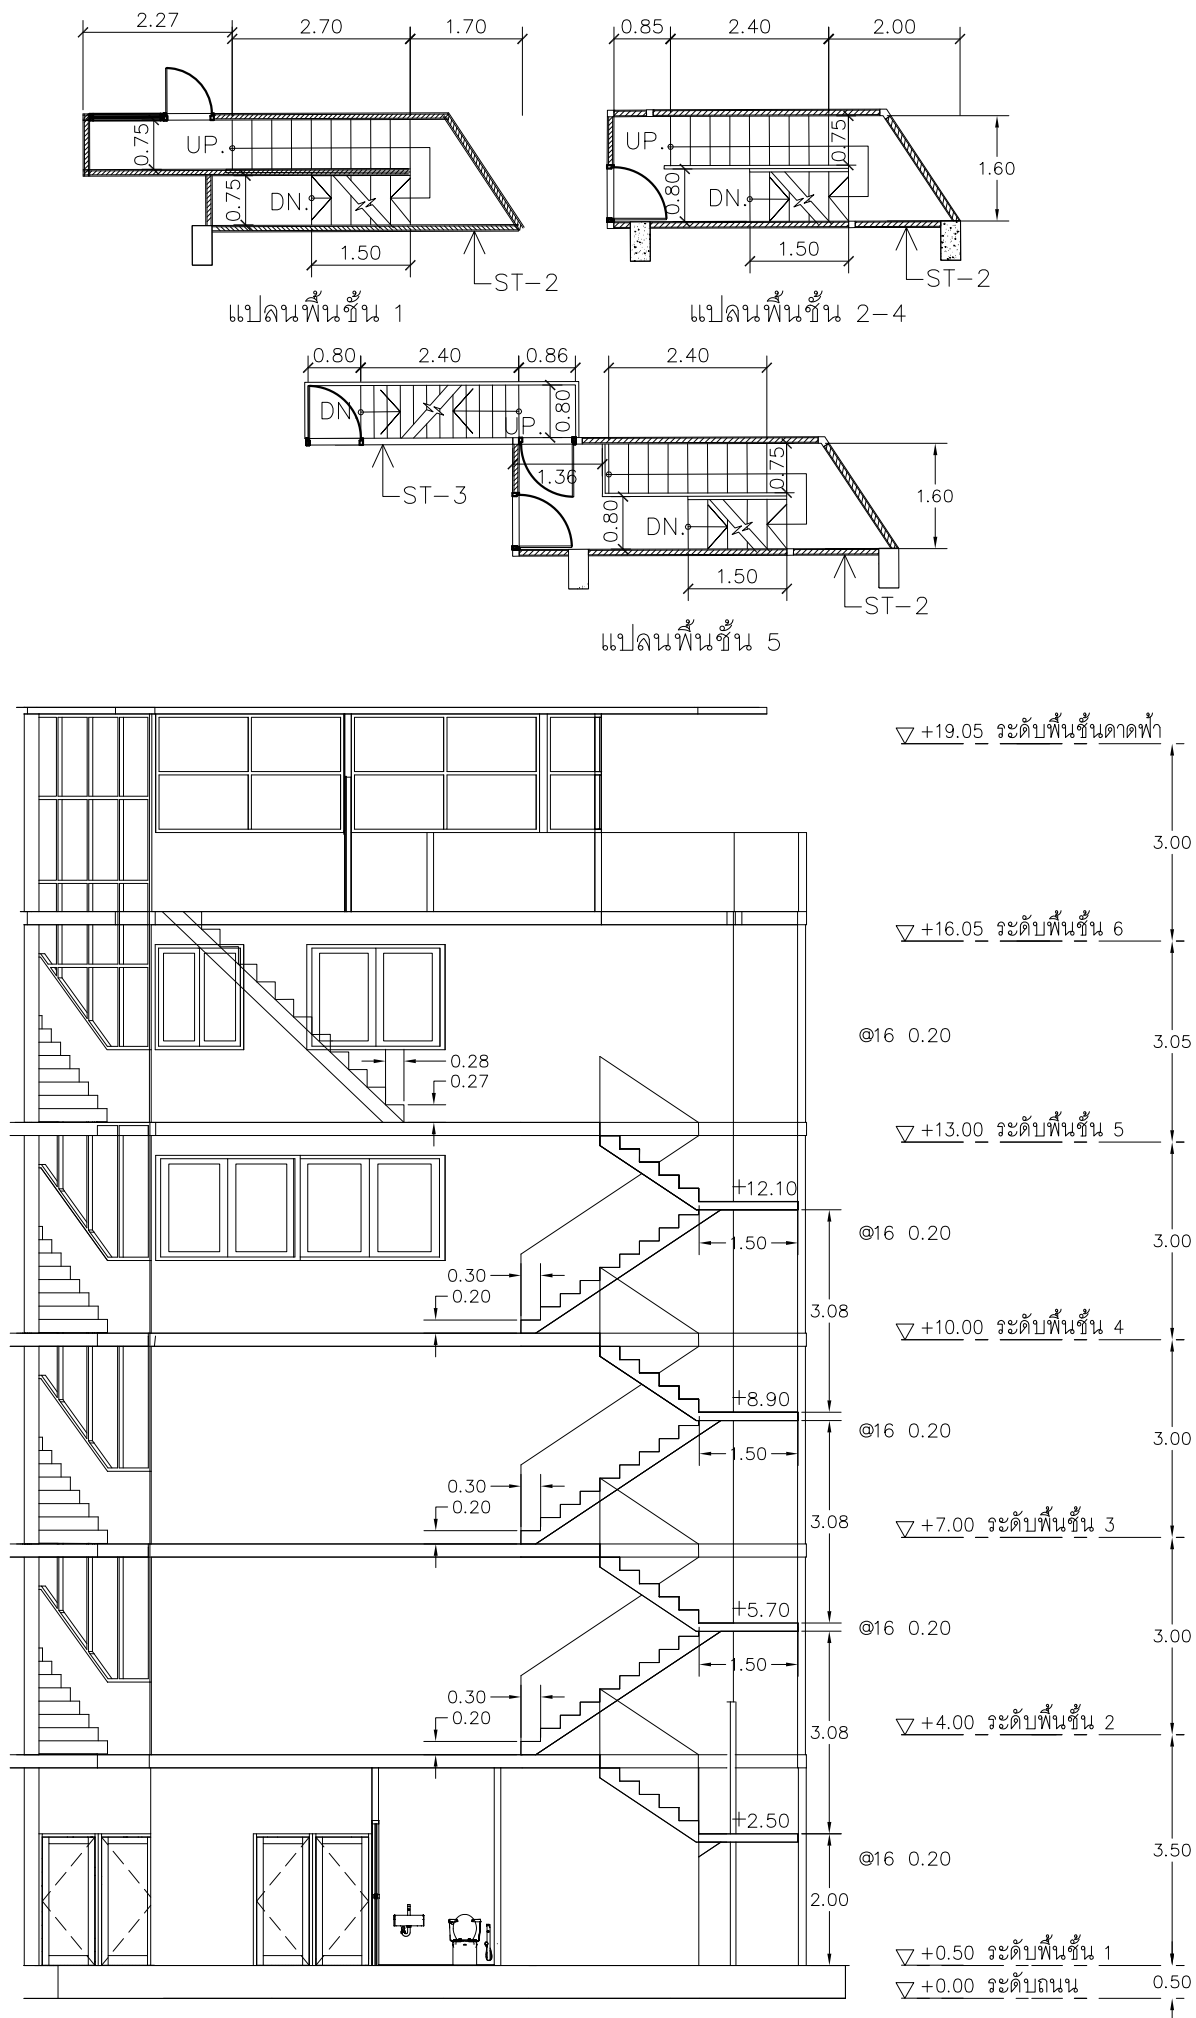 2.27 2.70 1.70
0.75 UP.
0.75 DN.
1.50
ST-2
แปลนพื้นชั้น 1
0.85 2.40 2.00
UP. 0.75
0.80 DN. 1.60
1.50
ST-2
แปลนพื้นชั้น 2-4
0.80 2.40 0.86 2.40
DN UP. 0.80
1.36 0.75
ST-3 0.80 DN. 1.60
1.50
ST-2
แปลนพื้นชั้น 5
+19.05 ระดับพื้นชั้นดาดฟ้า
3.00
+16.05 ระดับพื้นชั้น 6
@16 0.20 3.05
0.28
0.27
+13.00 ระดับพื้นชั้น 5
+12.10
1.50 @16 0.20 3.00
0.30
0.20 3.08
+10.00 ระดับพื้นชั้น 4
+8.90
1.50 @16 0.20 3.00
0.30
0.20 3.08
+7.00 ระดับพื้นชั้น 3
+5.70
1.50 @16 0.20 3.00
0.30
0.20 3.08
+4.00 ระดับพื้นชั้น 2
+2.50
@16 0.20 3.50
2.00
+0.50 ระดับพื้นชั้น 1
+0.00 ระดับถนน 0.50